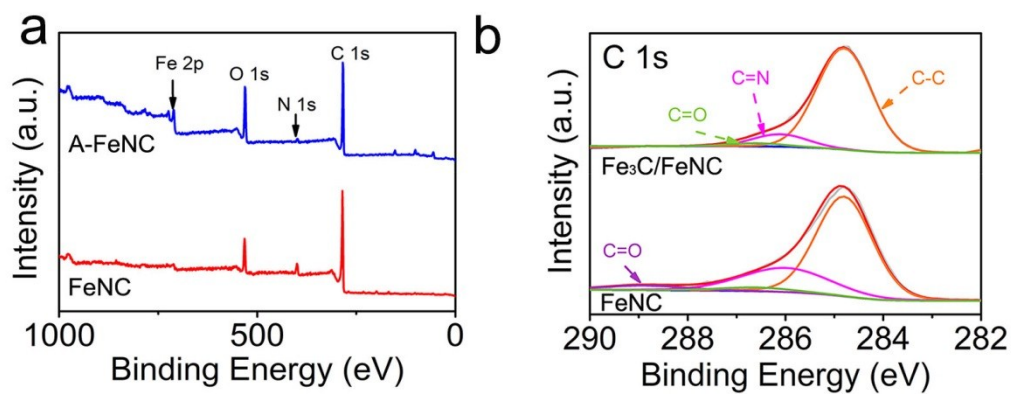 a
Intensity (a.u.)
Fe 2p
O 1s
N 1s
C 1s
A-FeNC
FeNC
1000
500
0
Binding Energy (eV)
b
Intensity (a.u.)
C 1s
C=O
C=N
C-C
Fe₃C/FeNC
C=O
FeNC
290
288
286
284
282
Binding Energy (eV)